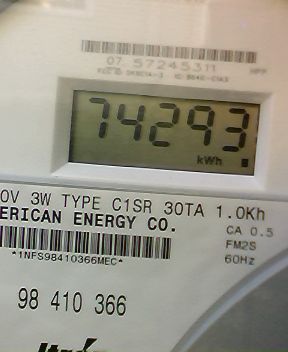 07 57245311
74293
kWh
0V 3W TYPE C1SR 30TA 1.0Kh
ERICAN ENERGY CO.
CA 0.5
FM2S
*1NFS98410366MEC*
60Hz
98 410 366
Itron